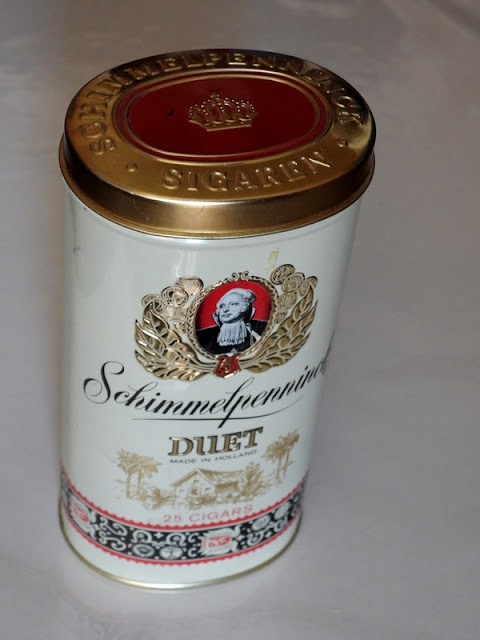 SCHIMMELPENNINCK
SIGAREN
Schimmelpenninck
DUET
MADE IN HOLLAND
25 CIGARS